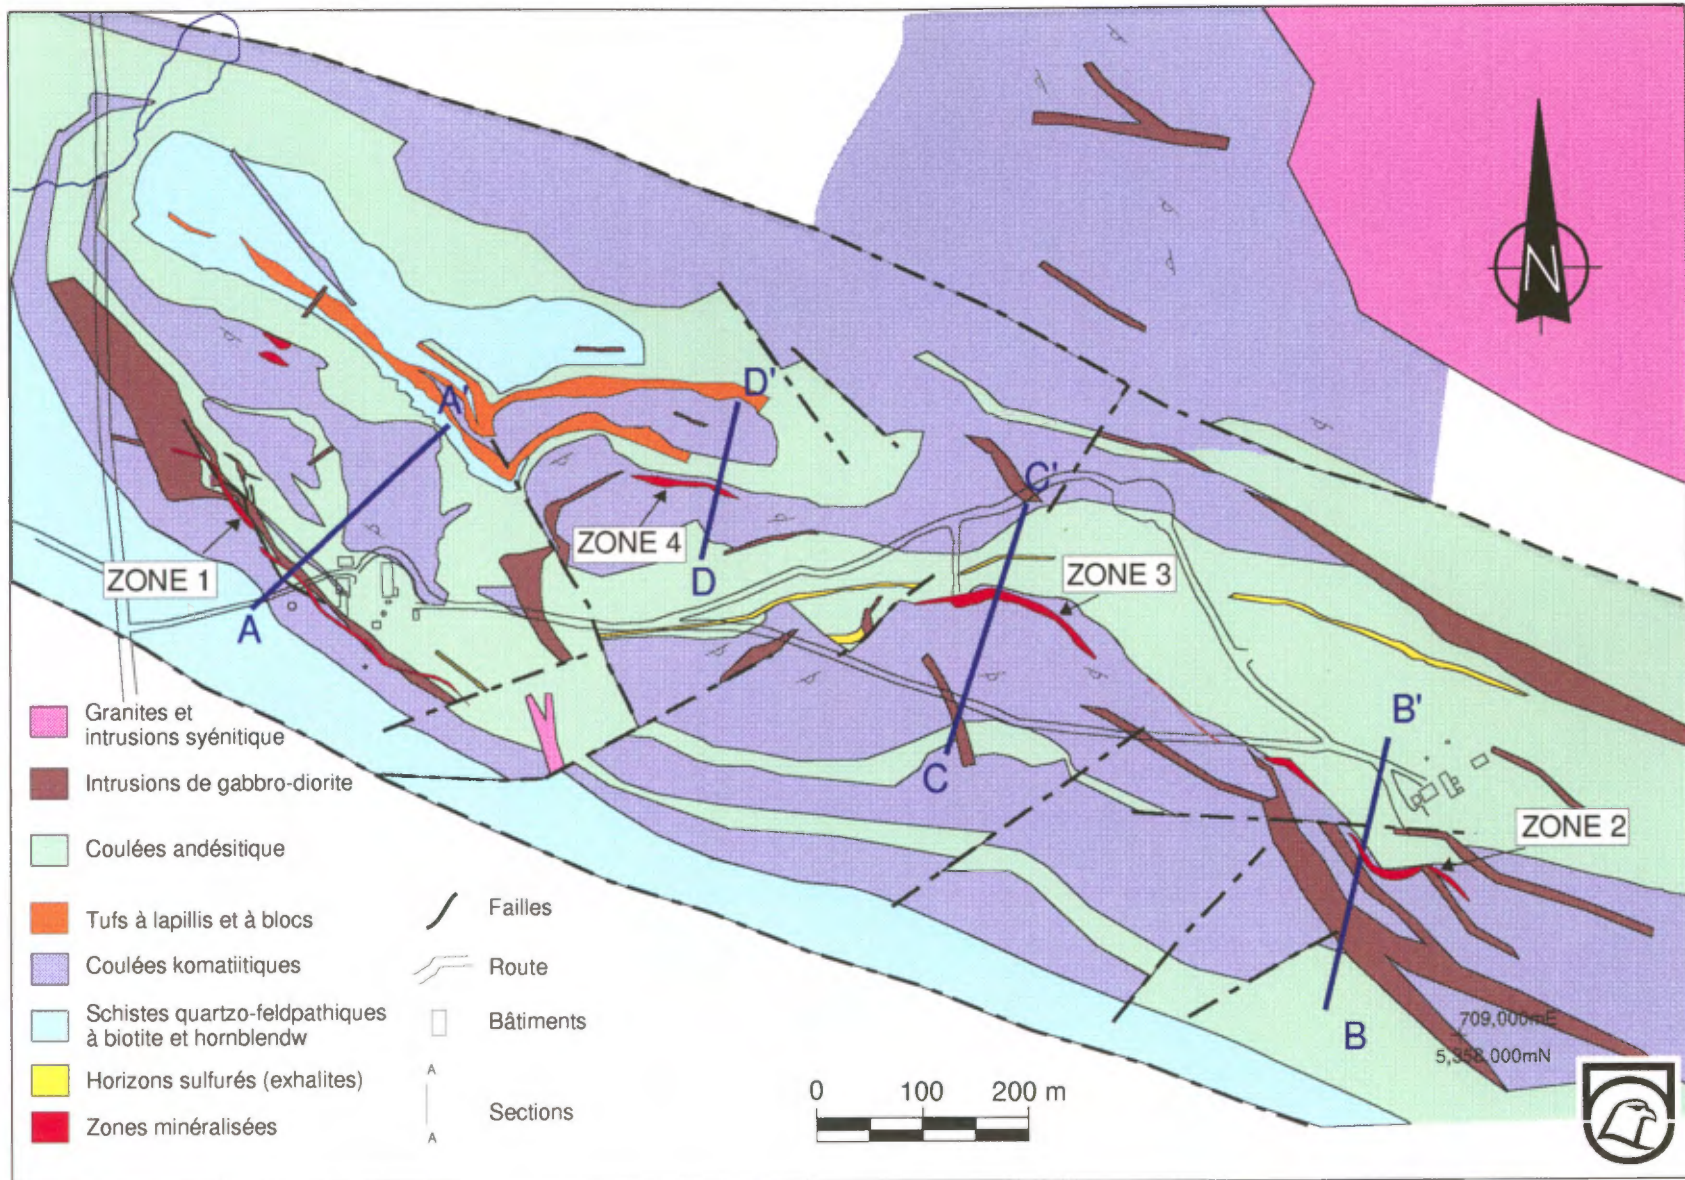 N
A'
D'
C'
ZONE 4
ZONE 3
ZONE 1
D
A
B'
C
ZONE 2
B
709,000mE
5,358,000mN
Granites et
intrusions syénitique
Intrusions de gabbro-diorite
Coulées andésitique
Tufs à lapillis et à blocs
Coulées komatiitiques
Schistes quartzo-feldpathiques
à biotite et hornblendw
Horizons sulfurés (exhalites)
Zones minéralisées
Failles
Route
Bâtiments
A
Sections
A
0 100 200 m